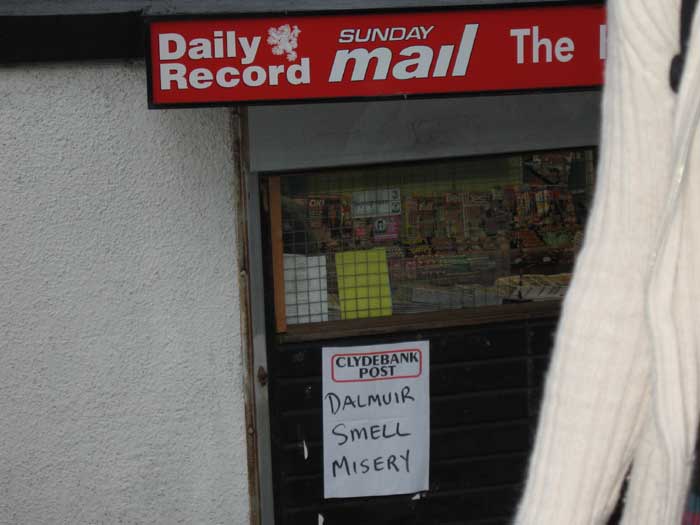 Daily
Record
SUNDAY
mail
The
CLYDEBANK
POST
DALMUIR
SMELL
MISERY